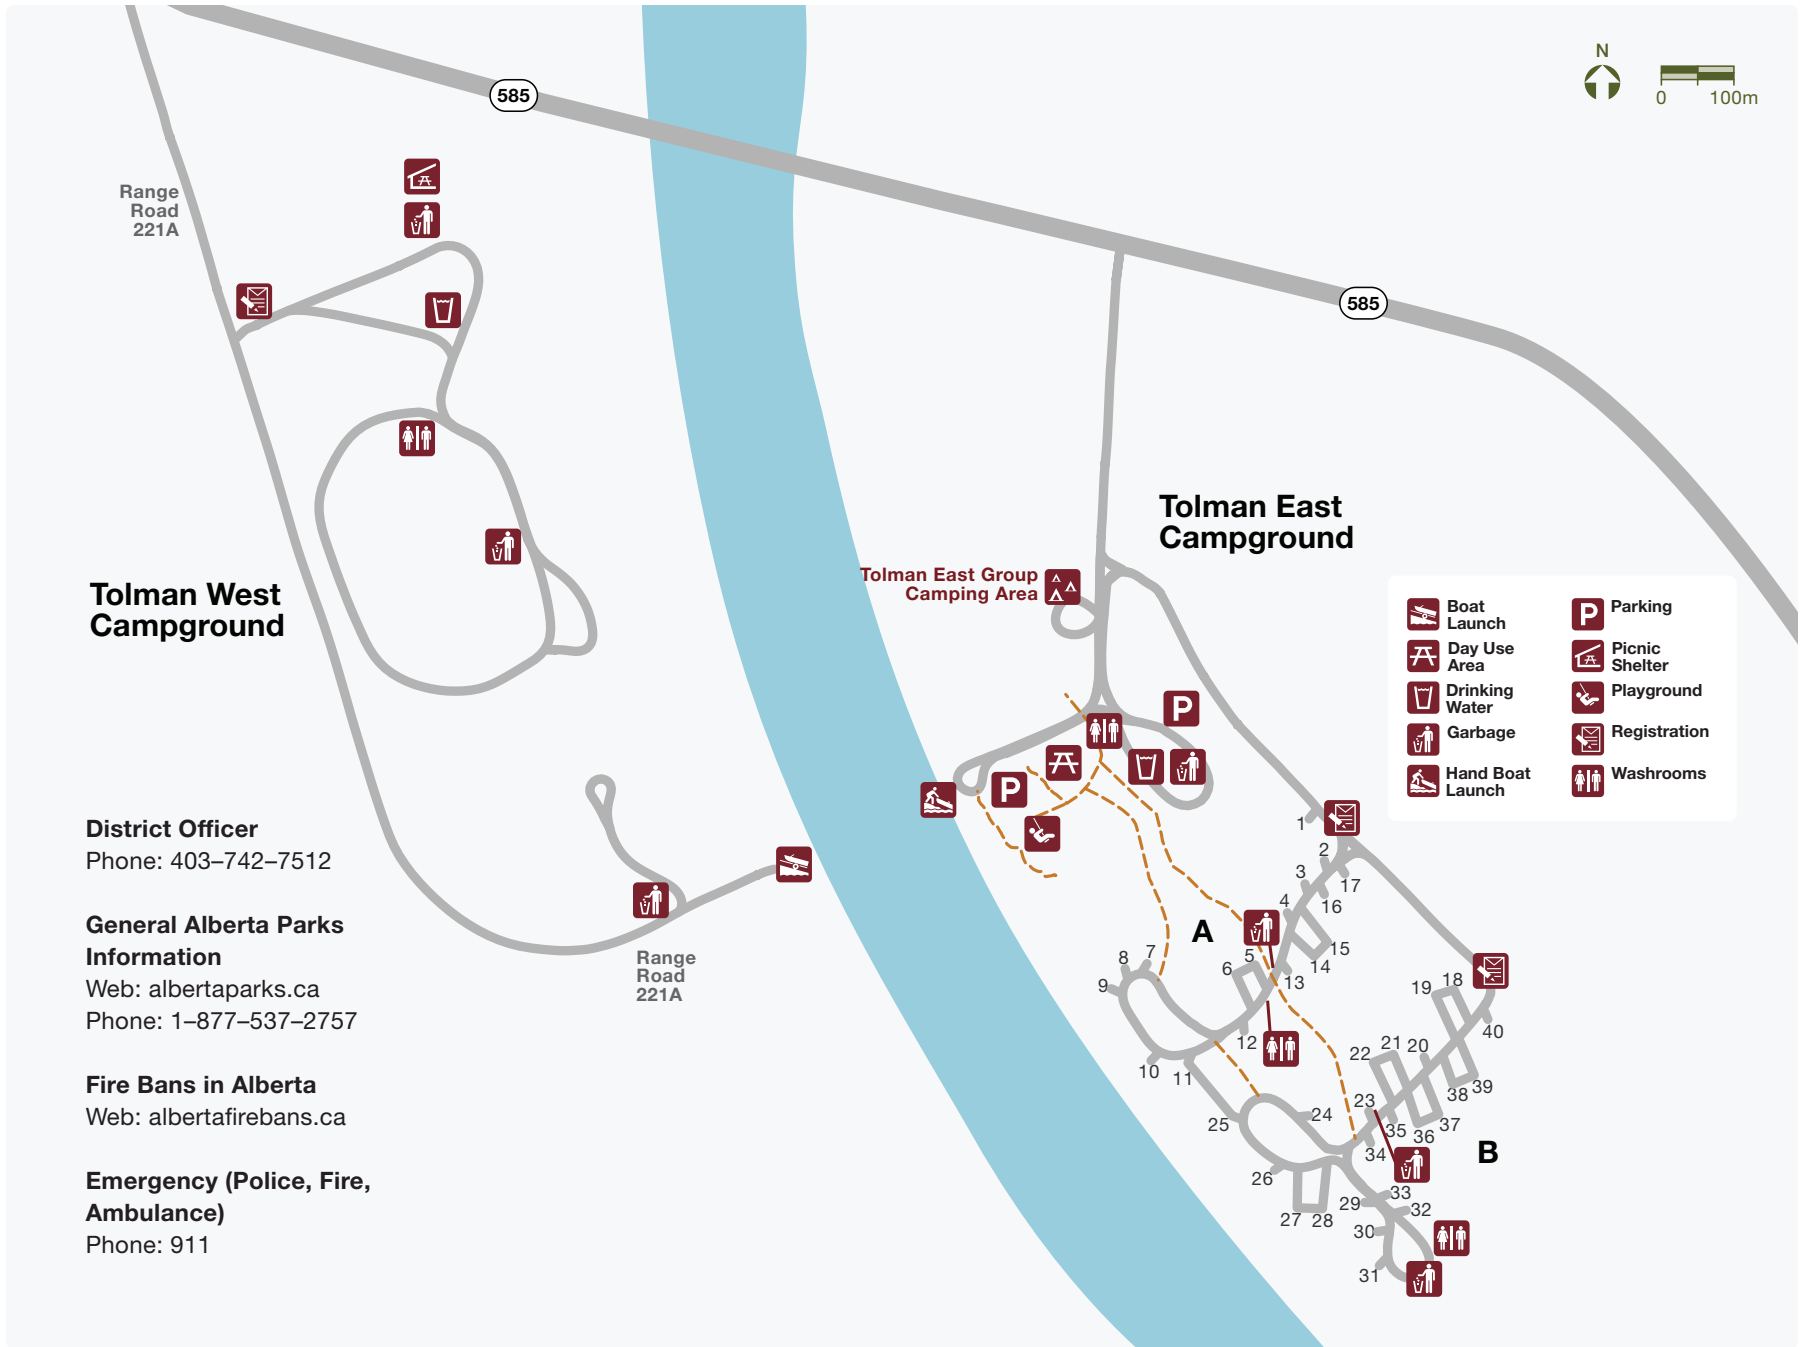 585
N
0 100m
Range
Road
221A
585
Tolman East
Campground
Tolman East Group
Camping Area
Tolman West
Campground
Boat
Launch
Day Use
Area
Drinking
Water
Garbage
Hand Boat
Launch
P
Parking
Picnic
Shelter
Playground
Registration
Washrooms
P
P
District Officer
Phone: 403–742–7512
General Alberta Parks
Information
Web: albertaparks.ca
Phone: 1–877–537–2757
Fire Bans in Alberta
Web: albertafirebans.ca
Emergency (Police, Fire,
Ambulance)
Phone: 911
Range
Road
221A
A
B
1
2
3
4
5
6
7
8
9
10
11
12
13
14
15
16
17
18
19
20
21
22
23
24
25
26
27
28
29
30
31
32
33
34
35
36
37
38
39
40